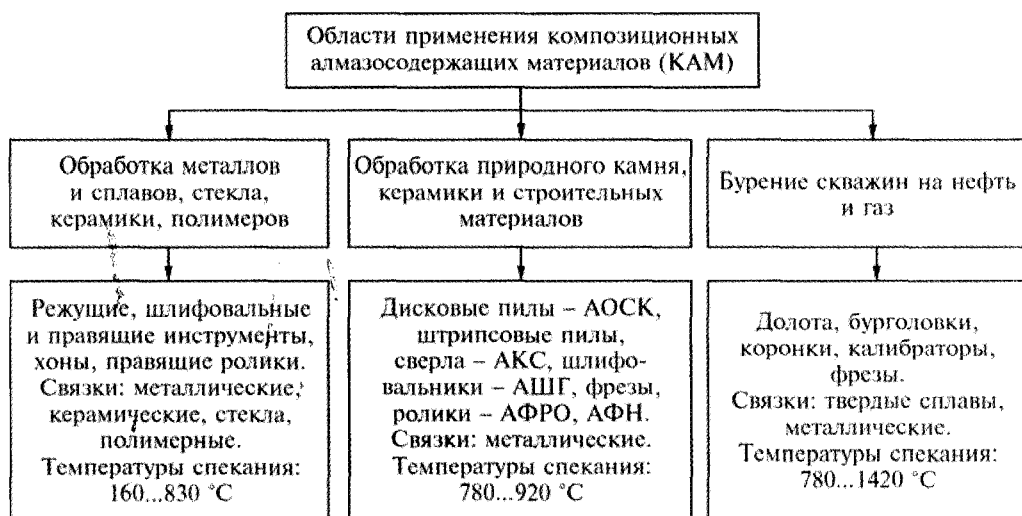 Области применения композиционных
алмазосодержащих материалов (КАМ)
Обработка металлов
и сплавов, стекла,
керамики, полимеров
Обработка природного камня,
керамики и строительных
материалов
Бурение скважин на нефть
и газ
Режущие, шлифовальные
и правящие инструменты,
хоны, правящие ролики.
Связки: металлические,
керамические, стекла,
полимерные.
Температуры спекания:
160...830 °C
Дисковые пилы – АОСК,
штрипсовые пилы,
сверла – АКС, шлифо-
вальники – АШГ, фрезы,
ролики – АФРО, АФН.
Связки: металлические.
Температуры спекания:
780...920 °C
Долота, бурголовки,
коронки, калибраторы,
фрезы.
Связки: твердые сплавы,
металлические.
Температуры спекания:
780...1420 °C